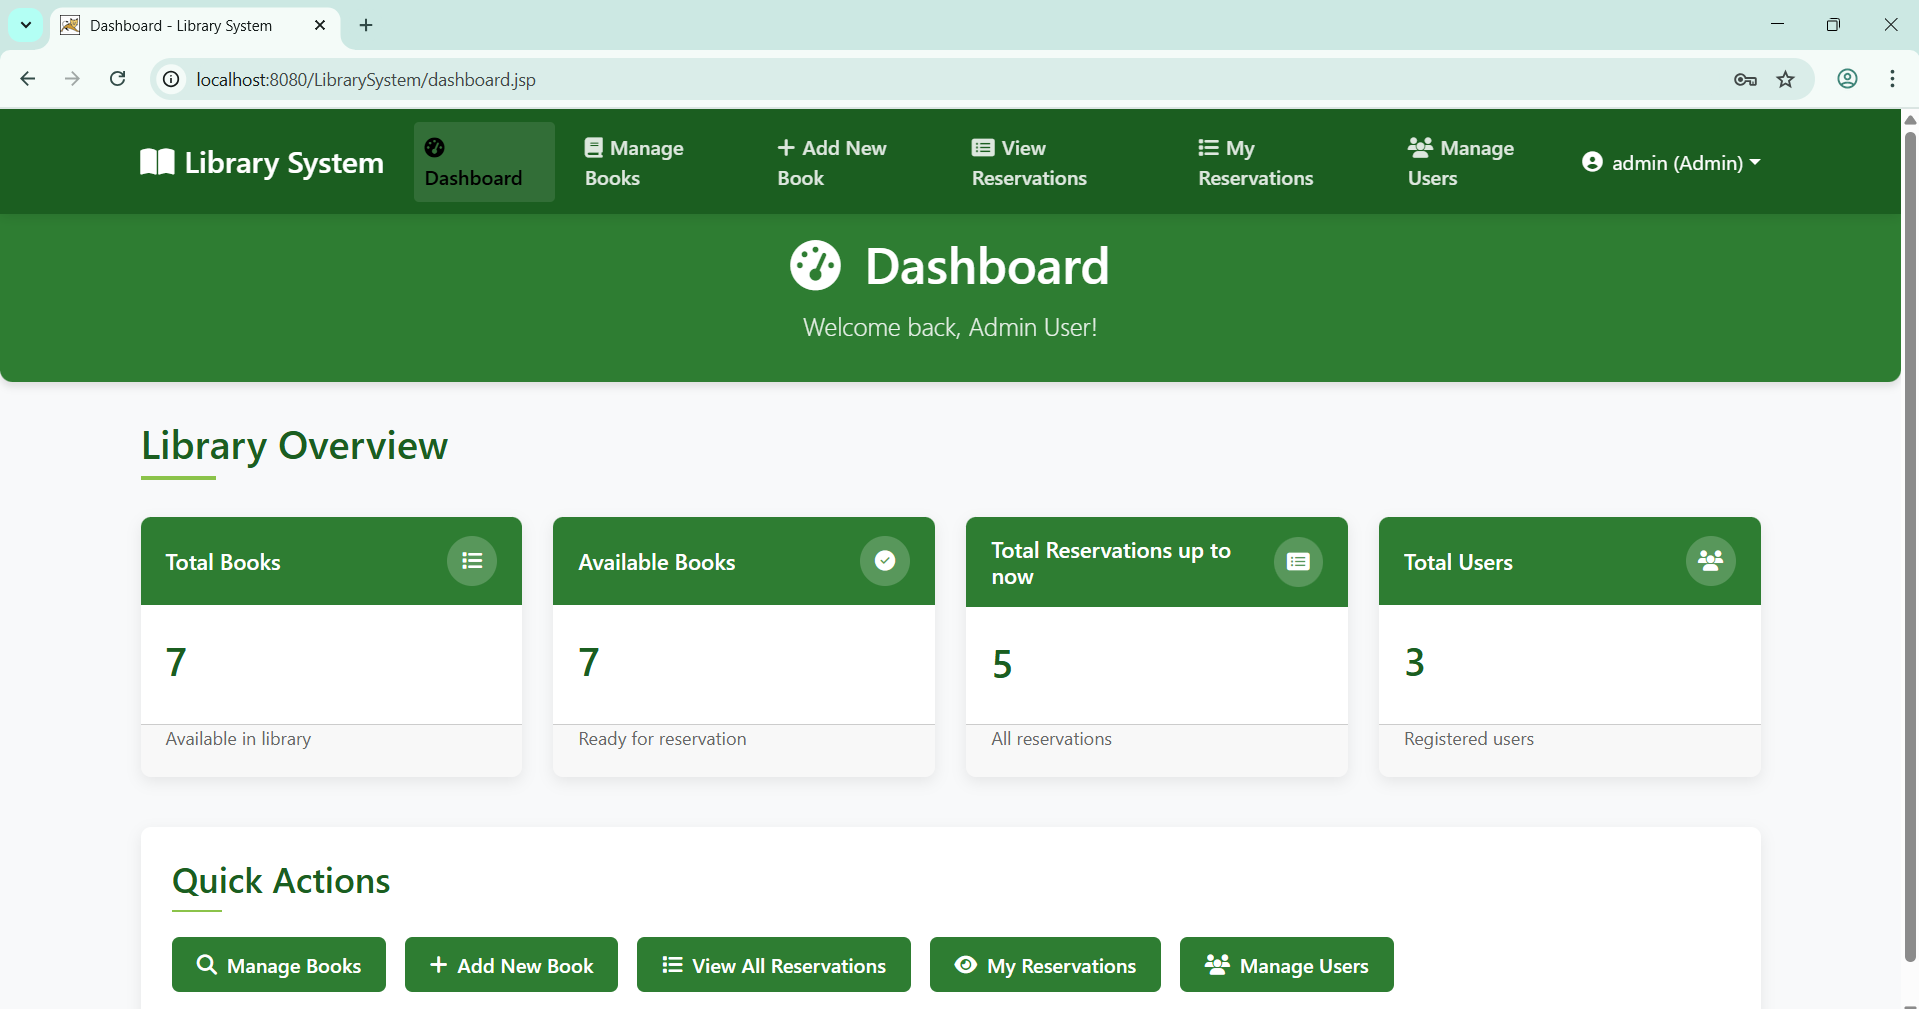 Dashboard - Library System
localhost:8080/LibrarySystem/dashboard.jsp
Library System
Dashboard
Manage
Books
Add New
Book
View
Reservations
My
Reservations
Manage
Users
admin (Admin)
Dashboard
Welcome back, Admin User!
Library Overview
Total Books
7
Available in library
Available Books
7
Ready for reservation
Total Reservations up to
now
5
All reservations
Total Users
3
Registered users
Quick Actions
Manage Books
Add New Book
View All Reservations
My Reservations
Manage Users